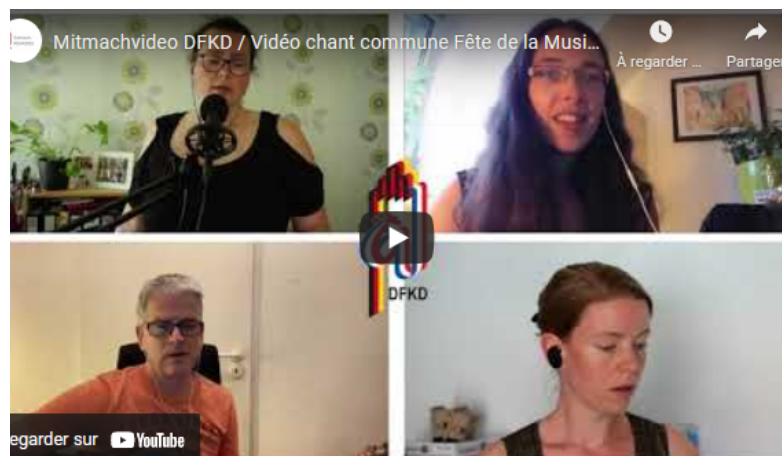 Mitmachvideo DFKD / Vidéo chant commune Fête de la Musi...
À regarder ...
Partager
DFKD
egarder sur YouTube